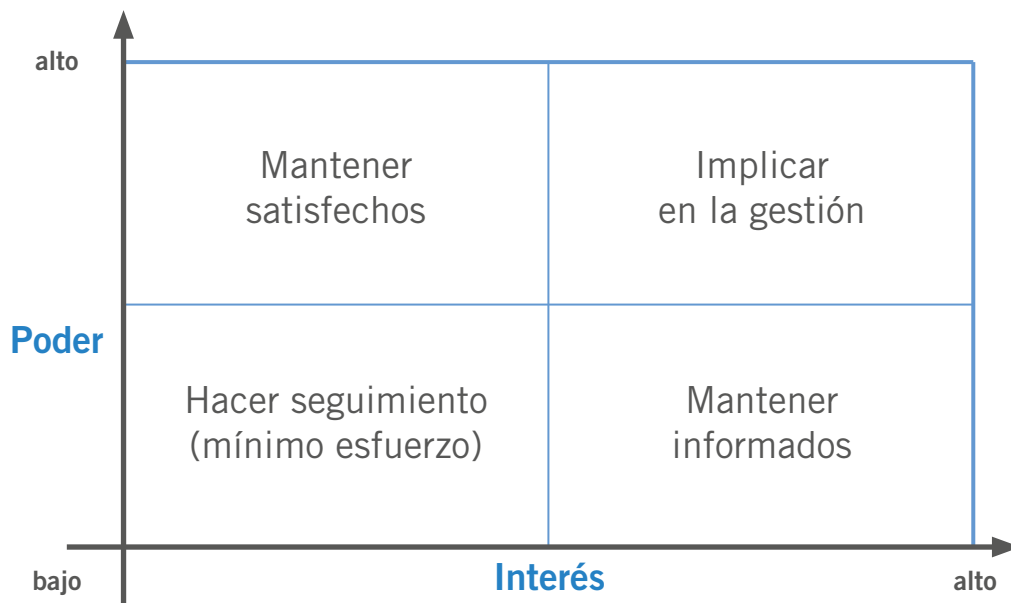 alto
Mantener
satisfechos
Implicar
en la gestión
Poder
Hacer seguimiento
(mínimo esfuerzo)
Mantener
informados
bajo
Interés
alto